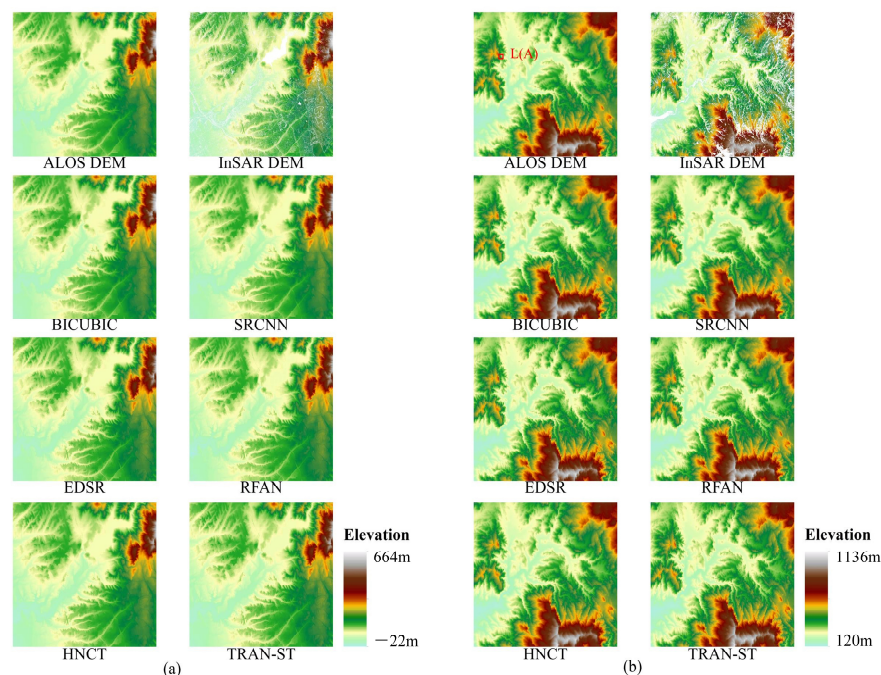 L(A)
ALOS DEM InSAR DEM ALOS DEM InSAR DEM
BICUBIC SRCNN BICUBIC SRCNN
EDSR RFAN EDSR RFAN
Elevation Elevation
664m 1136m
−22m 120m
HNCT TRAN-ST HNCT TRAN-ST
(a) (b)